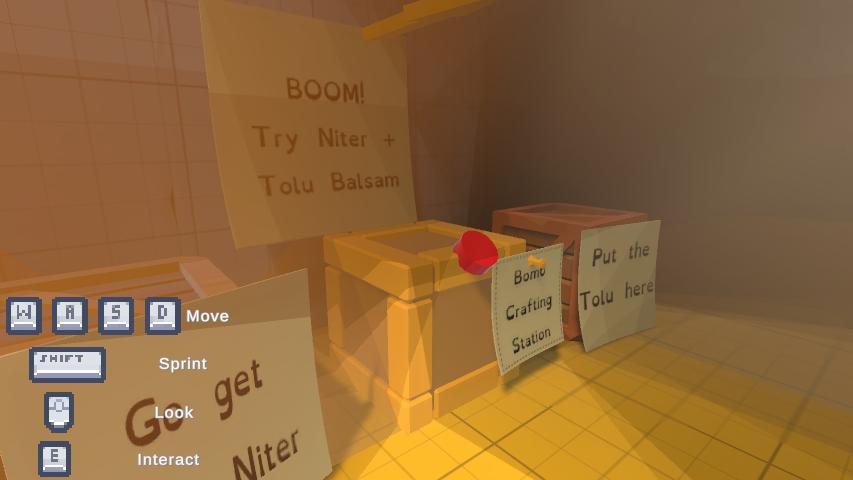 BOOM!
Try Niter +
Tolu Balsam
Bomb
Crafting
Station
Put the
Tolu here
W A S D Move
SHIFT Sprint
Look
E Interact
Go get
Niter